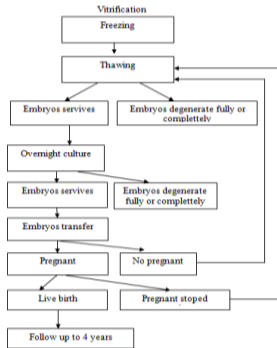 Vitrification
Freezing
Thawing
Embryos servives
Embryos degenerate fully or
complettely
Overnight culture
Embryos servives
Embryos degenerate
fully or complettely
Embryos transfer
Pregnant
No pregnant
Live birth
Pregnant stoped
Follow up to 4 years